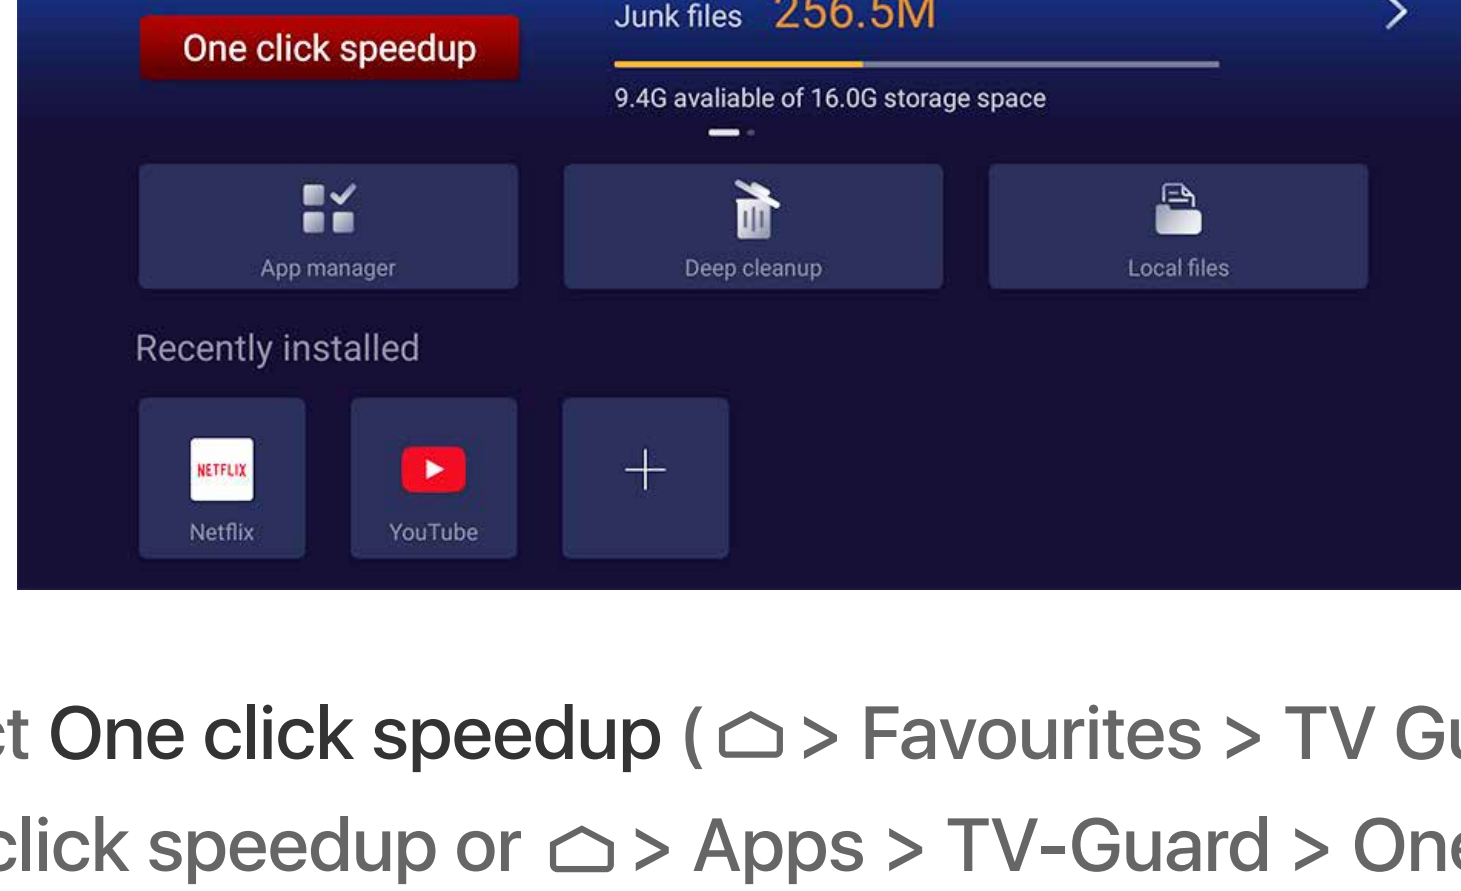 Junk files 256.5M
One click speedup
9.4G avaliable of 16.0G storage space
App manager
Deep cleanup
Local files
Recently installed
NETFLIX
Netflix
YouTube
One click speedup ( > Favourites > TV
click speedup or > Apps > TV-Guard >